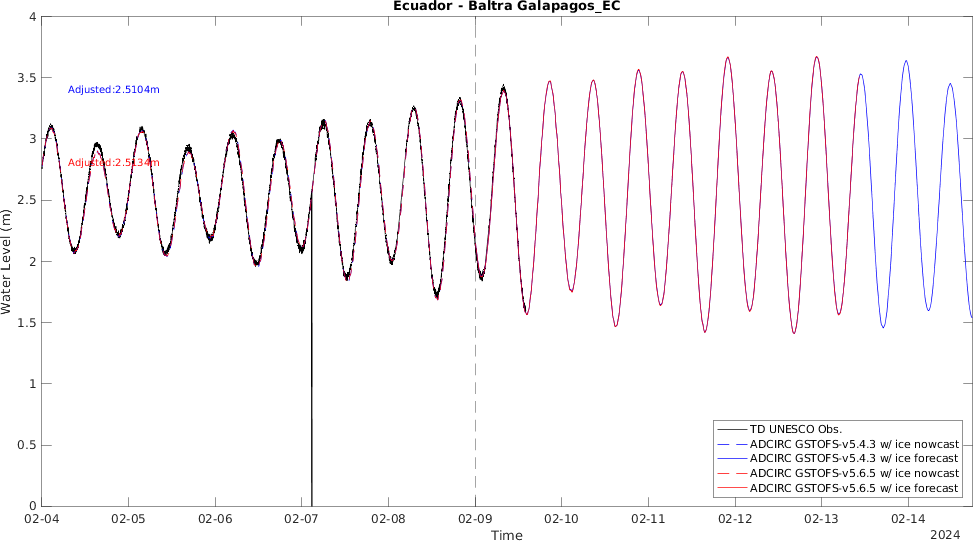 Ecuador - Baltra Galapagos_EC
4
3.5
3
2.5
2
1.5
1
0.5
0
Water Level (m)
Adjusted:2.5104m
Adjusted:2.5134m
TD UNESCO Obs.
ADCIRC GSTOFS-v5.4.3 w/ ice nowcast
ADCIRC GSTOFS-v5.4.3 w/ ice forecast
ADCIRC GSTOFS-v5.6.5 w/ ice nowcast
ADCIRC GSTOFS-v5.6.5 w/ ice forecast
02-04 02-05 02-06 02-07 02-08 02-09 02-10 02-11 02-12 02-13 02-14
Time
2024